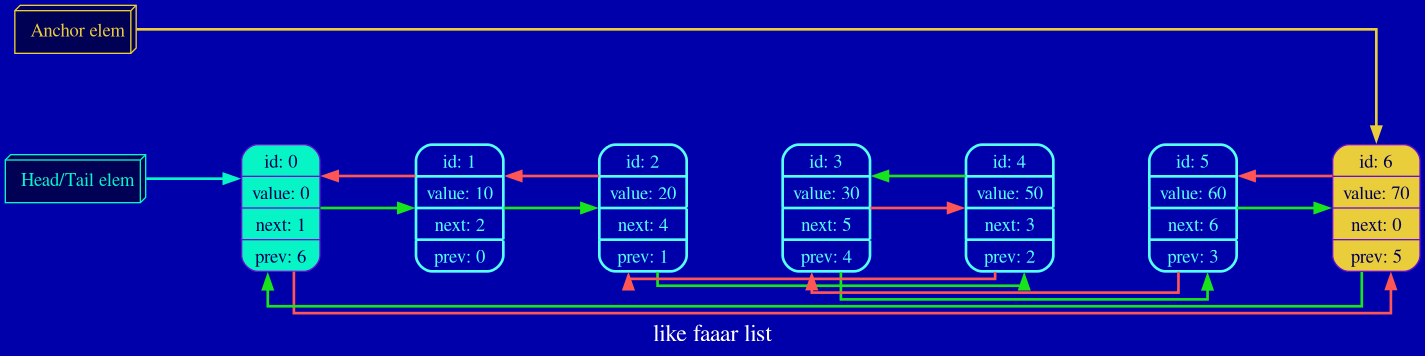 Anchor elem
Head/Tail elem
id: 0
value: 0
next: 1
prev: 6
id: 1
value: 10
next: 2
prev: 0
id: 2
value: 20
next: 4
prev: 1
id: 3
value: 30
next: 5
prev: 4
id: 4
value: 50
next: 3
prev: 2
id: 5
value: 60
next: 6
prev: 3
id: 6
value: 70
next: 0
prev: 5
like faaar list